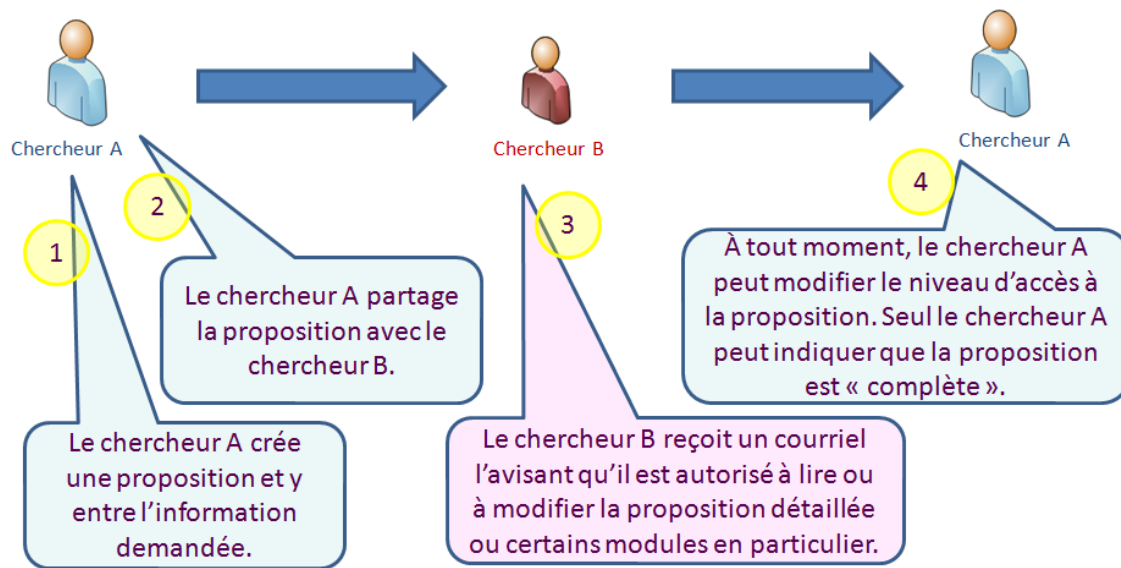 Chercheur A
Chercheur B
Chercheur A
1
Le chercheur A crée
une proposition et y
entre l’information
demandée.
2
Le chercheur A partage
la proposition avec le
chercheur B.
3
Le chercheur B reçoit un courriel
l’avisant qu’il est autorisé à lire ou
à modifier la proposition détaillée
ou certains modules en particulier.
4
À tout moment, le chercheur A
peut modifier le niveau d’accès à
la proposition. Seul le chercheur A
peut indiquer que la proposition
est « complète ».